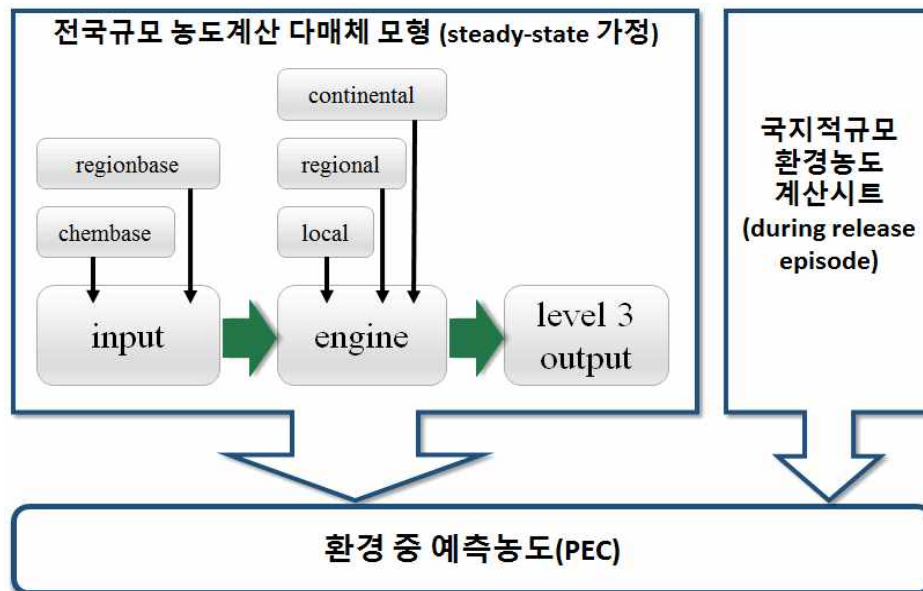 전국규모 농도계산 다매체 모형 (steady-state 가정)
continental
regionbase
regional
chembase
local
input
engine
level 3
output
국지적규모
환경농도
계산시트
(during release
episode)
환경 중 예측농도(PEC)